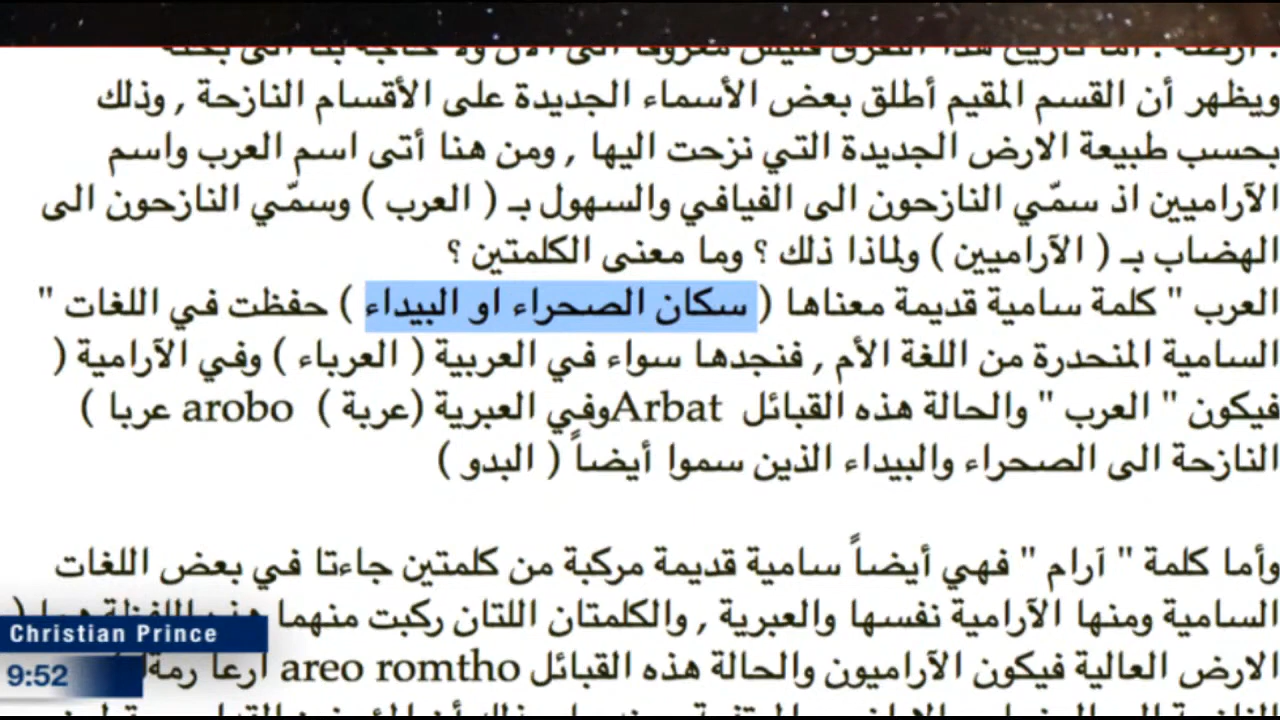 ويظهر أن القسم المقيم أطلق بعض الأسماء الجديدة على الأقسام النازحة , وذلك
بحسب طبيعة الارض الجديدة التي نزحت اليها , ومن هنا أتى اسم العرب واسم
الآراميين اذ سمّي النازحون الى الفيافي والسهول بـ ( العرب ) وسمّي النازحون الى
الهضاب بـ ( الآراميين ) ولماذا ذلك ؟ وما معنى الكلمتين ؟
العرب " كلمة سامية قديمة معناها ( سكان الصحراء او البيداء ) حفظت في اللغات "
السامية المنحدرة من اللغة الأم , فنجدها سواء في العربية ( العرباء ) وفي الآرامية (
فيكون " العرب " والحالة هذه القبائل Arbat وفي العبرية (عربة ) arobo عربا )
النازحة الى الصحراء والبيداء الذين سموا أيضاً ( البدو )
وأما كلمة " آرام " فهي أيضاً سامية قديمة مركبة من كلمتين جاءتا في بعض اللغات
السامية ومنها الآرامية نفسها والعبرية , والكلمتان اللتان ركبت منهما
الارض العالية فيكون الآراميون والحالة هذه القبائل areo romtho ارعا
Christian Prince
9:52